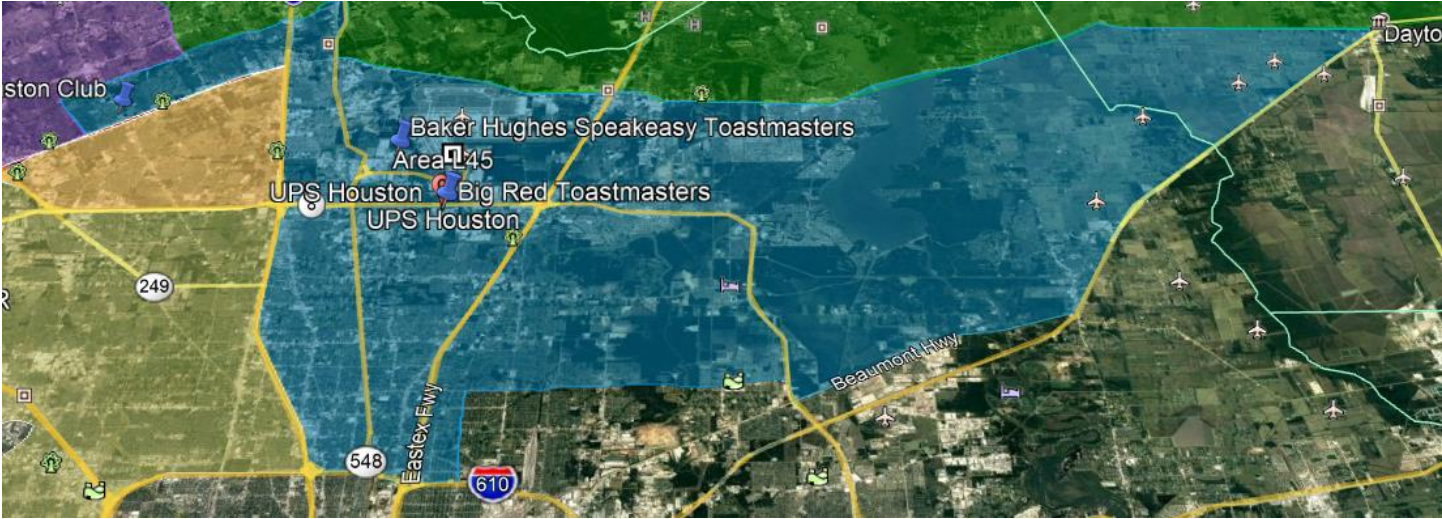 Dayto
ston Club
Baker Hughes Speakeasy Toastmasters
Area L45
UPS Houston
Big Red Toastmasters
UPS Houston
8
249
R
Beaumont Hwy
Eastex Fwy
548
610